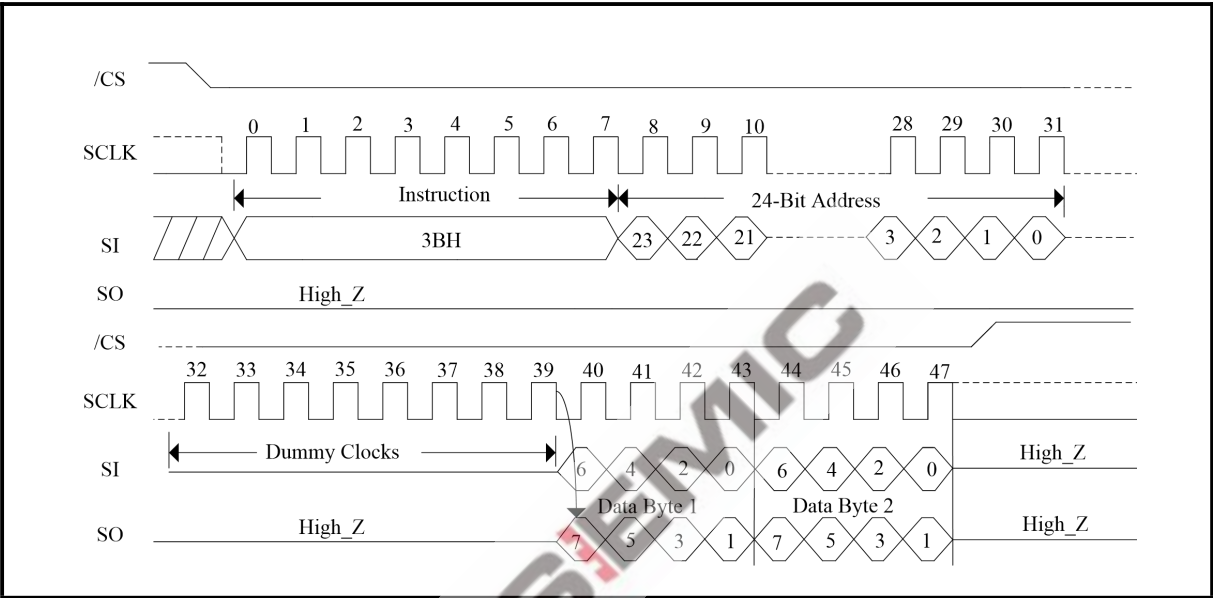 /CS
0 1 2 3 4 5 6 7 8 9 10 28 29 30 31
SCLK
Instruction 24-Bit Address
SI 3BH 23 22 21 3 2 1 0
SO High_Z
/CS
32 33 34 35 36 37 38 39 40 41 42 43 44 45 46 47
SCLK
Dummy Clocks
SI 6 4 2 0 6 4 2 0 High_Z
Data Byte 1 Data Byte 2
SO High_Z 7 5 3 1 7 5 3 1 High_Z